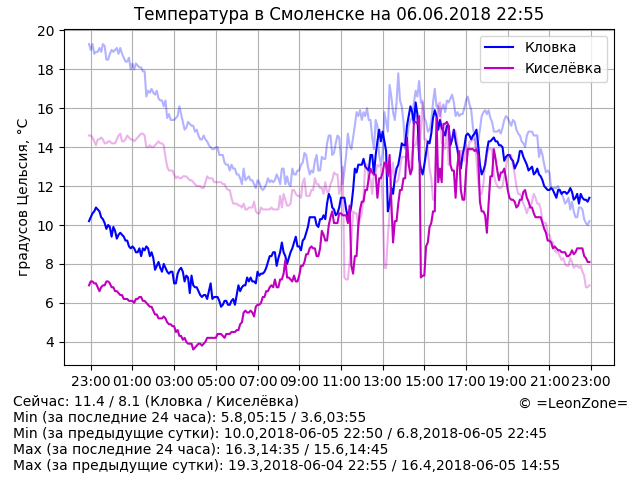 Температура в Смоленске на 06.06.2018 22:55
градусов Цельсия, °C
20
18
16
14
12
10
8
6
4
Кловка
Киселёвка
23:00 01:00 03:00 05:00 07:00 09:00 11:00 13:00 15:00 17:00 19:00 21:00 23:00
Сейчас: 11.4 / 8.1 (Кловка / Киселёвка)
© =LeonZone=
Min (за последние 24 часа): 5.8,05:15 / 3.6,03:55
Min (за предыдущие сутки): 10.0,2018-06-05 22:50 / 6.8,2018-06-05 22:45
Max (за последние 24 часа): 16.3,14:35 / 15.6,14:45
Max (за предыдущие сутки): 19.3,2018-06-04 22:55 / 16.4,2018-06-05 14:55